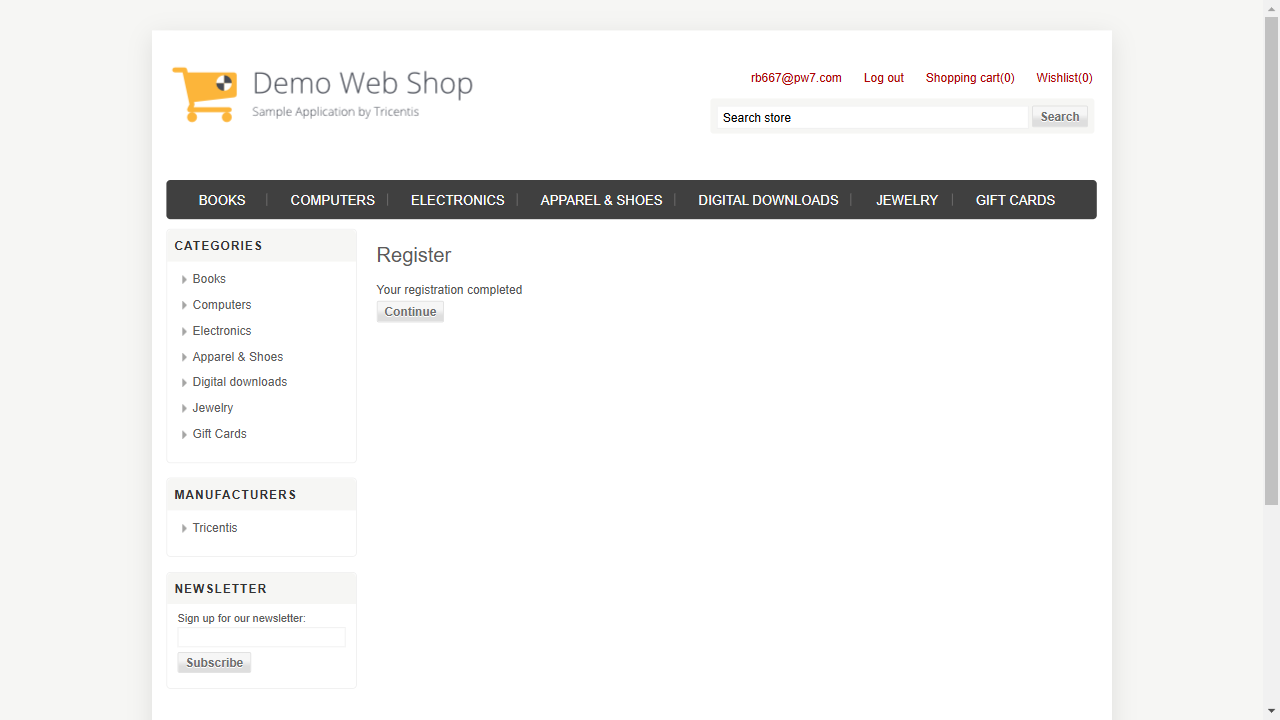 Demo Web Shop
Sample Application by Tricentis
rb667@pw7.com Log out Shopping cart(0) Wishlist(0)
Search store Search
BOOKS COMPUTERS ELECTRONICS APPAREL & SHOES DIGITAL DOWNLOADS JEWELRY GIFT CARDS
CATEGORIES
Books
Computers
Electronics
Apparel & Shoes
Digital downloads
Jewelry
Gift Cards
MANUFACTURERS
Tricentis
NEWSLETTER
Sign up for our newsletter:
Subscribe
Register
Your registration completed
Continue